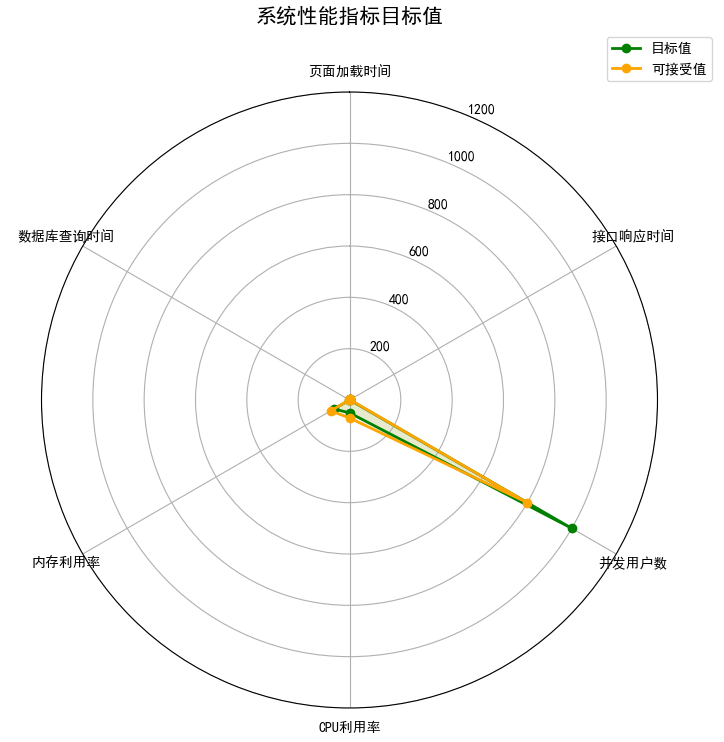 系统性能指标目标值
目标值
可接受值
页面加载时间
1200
1000
800
600
400
200
数据库查询时间
接口响应时间
内存利用率
并发用户数
CPU利用率